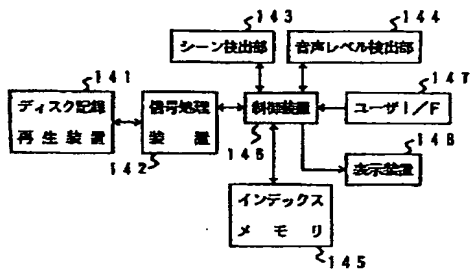 143
144
シーン検出部
音声レベル検出部
141
147
ディスク記録
再生装置
信号処理
装置
制御装置
ユーザI/F
142
146
148
表示装置
インデックス
メモリ
145